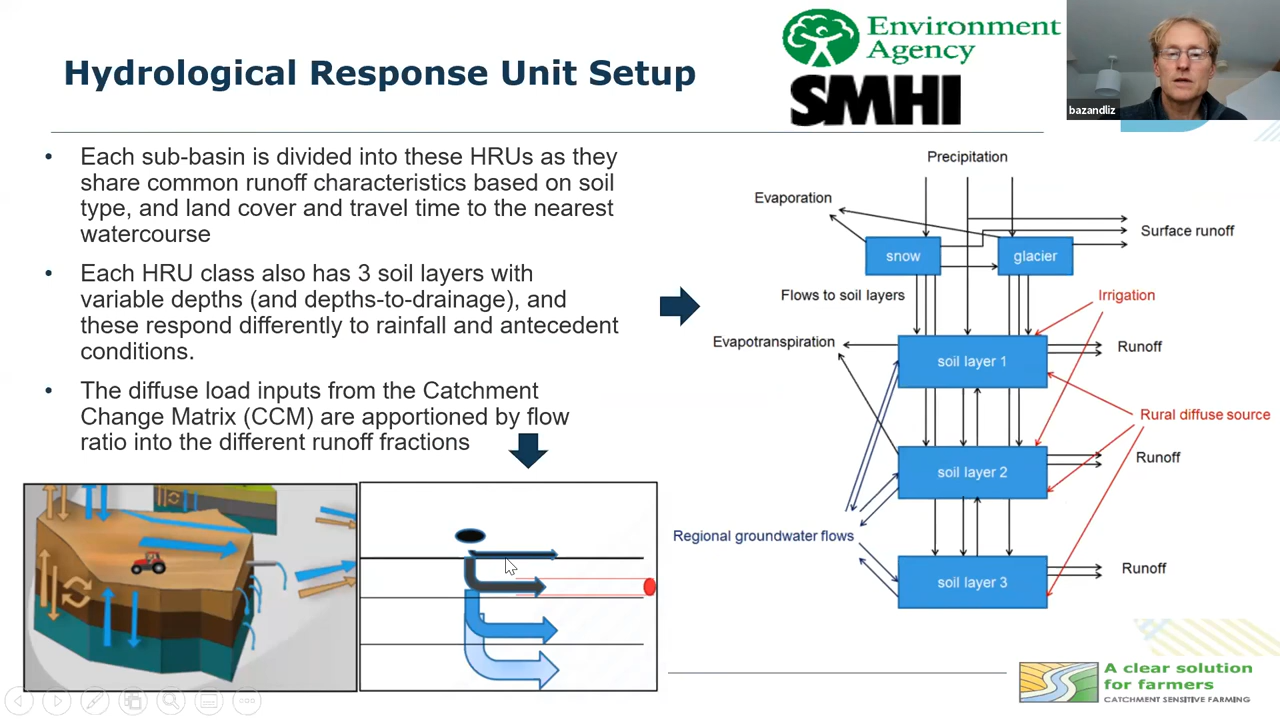 Hydrological Response Unit Setup
Environment
Agency
SMHI
bazandliz
• Each sub-basin is divided into these HRUs as they
share common runoff characteristics based on soil
type, and land cover and travel time to the nearest
watercourse
• Each HRU class also has 3 soil layers with
variable depths (and depths-to-drainage), and
these respond differently to rainfall and antecedent
conditions.
• The diffuse load inputs from the Catchment
Change Matrix (CCM) are apportioned by flow
ratio into the different runoff fractions
Precipitation
Evaporation
Surface runoff
snow
glacier
Flows to soil layers
Irrigation
Evapotranspiration
Runoff
soil layer 1
Rural diffuse source
Runoff
soil layer 2
Regional groundwater flows
Runoff
soil layer 3
A clear solution
for farmers
CATCHMENT SENSITIVE FARMING